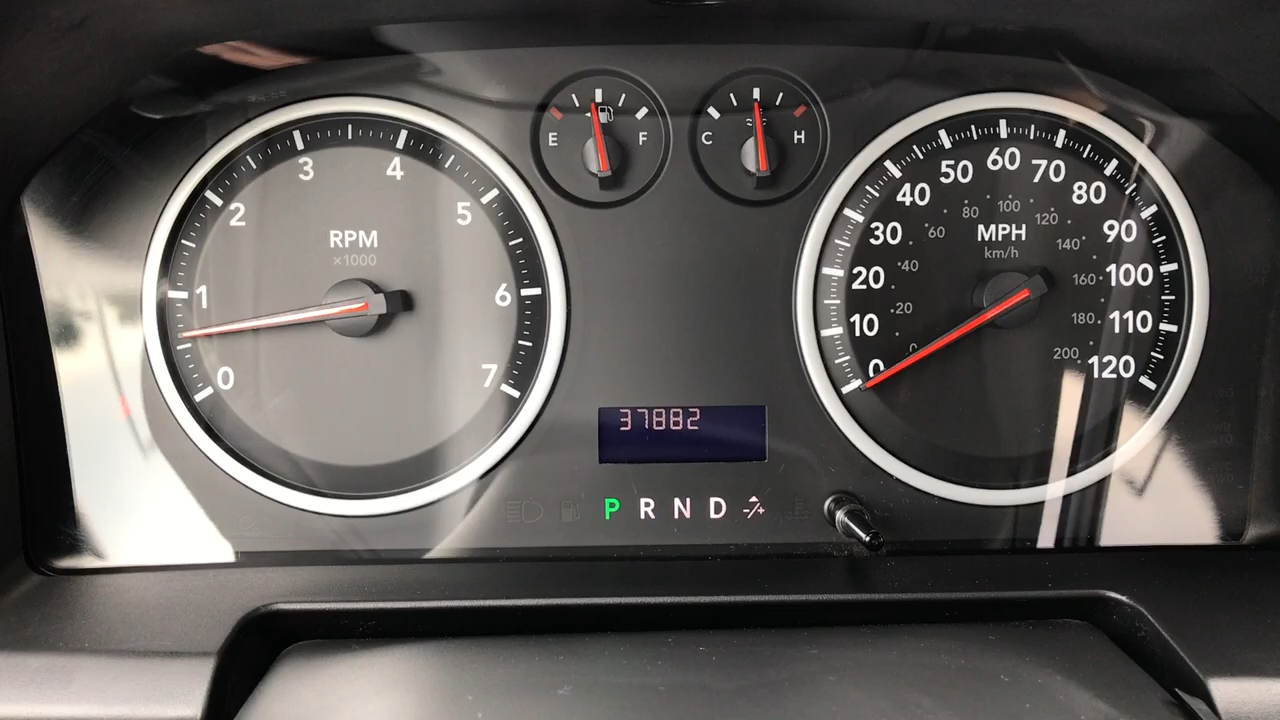 0 1 2 3 4 5 6 7
RPM
×1000
E F
C H
0 10 20 30 40 50 60 70 80 90 100 110 120
MPH
km/h
0 20 40 60 80 100 120 140 160 180 200
37882
P R N D